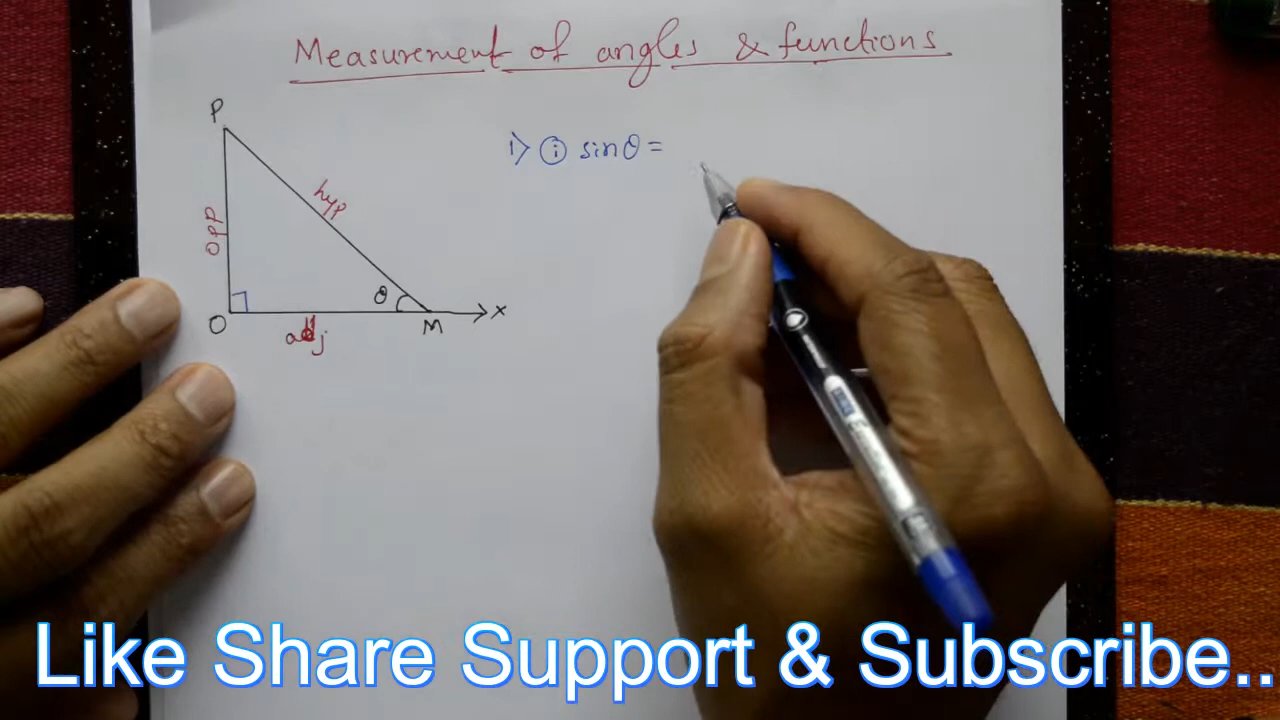 Measurement of angles & functions
P
1) i sinθ =
hyp
opp
θ
O M x
adj
Like Share Support & Subscribe..